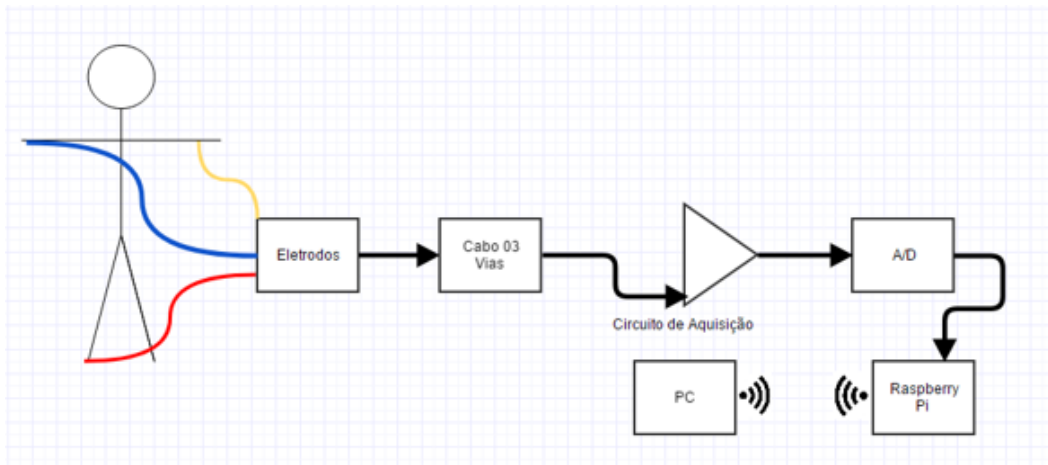 Eletrodos
Cabo 03
Vias
Circuito de Aquisição
A/D
PC
Raspberry
Pi